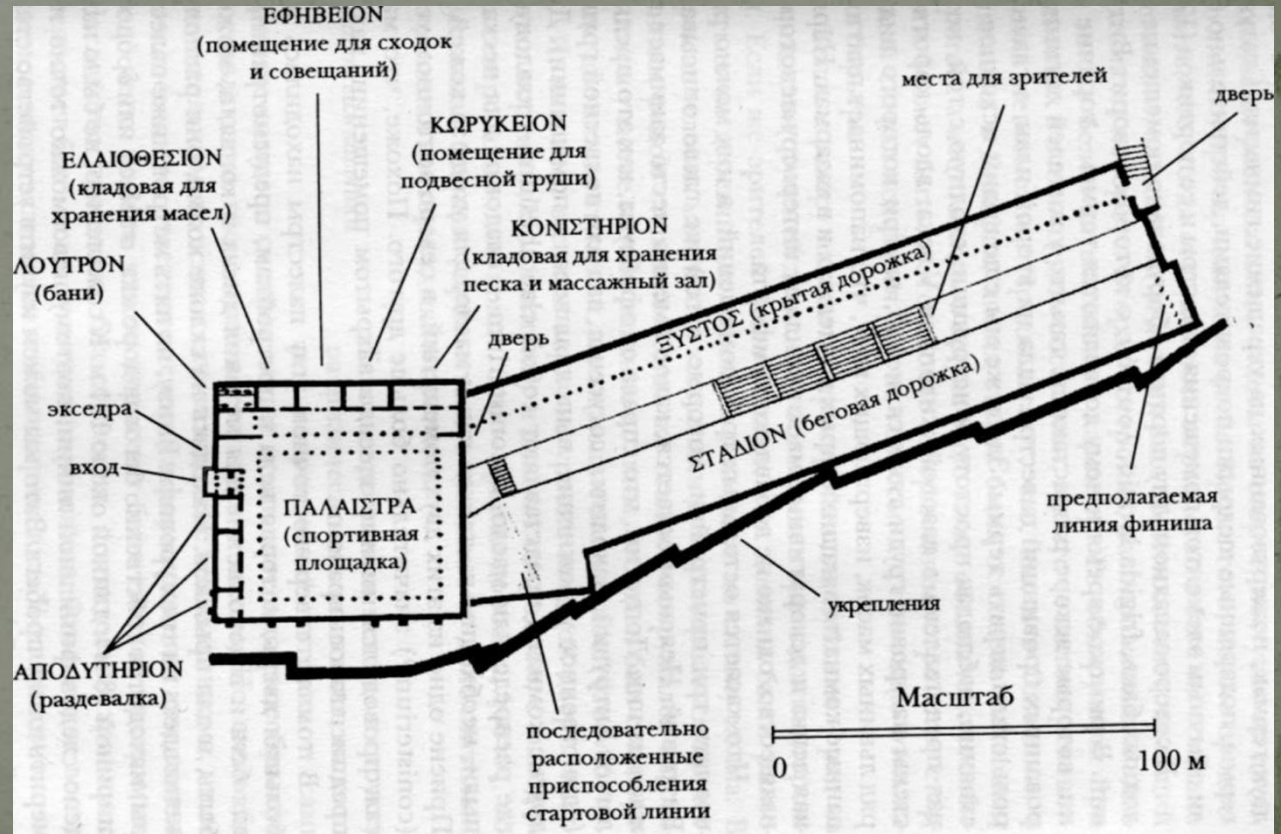 ΕΦΗΒΕΙΟΝ
(помещение для сходок
и совещаний)
места для зрителей
дверь
ΚΩΡΥΚΕΙΟΝ
(помещение для
подвесной груши)
ΕΛΑΙΟΘΕΣΙΟΝ
(кладовая для
хранения масел)
ΚΟΝΙΣΤΗΡΙΟΝ
(кладовая для хранения
песка и массажный зал)
ΛΟΥΤΡΟΝ
(бани)
дверь
ΞΥΣΤΟΣ (крытая дорожка)
экседра
вход
ΣΤΑΔΙΟΝ (беговая дорожка)
ΠΑΛΑΙΣΤΡΑ
(спортивная
площадка)
предполагаемая
линия финиша
укрепления
ΑΠΟΔΥΤΗΡΙΟΝ
(раздевалка)
последовательно
расположенные
приспособления
стартовой линии
Масштаб
0
100 м